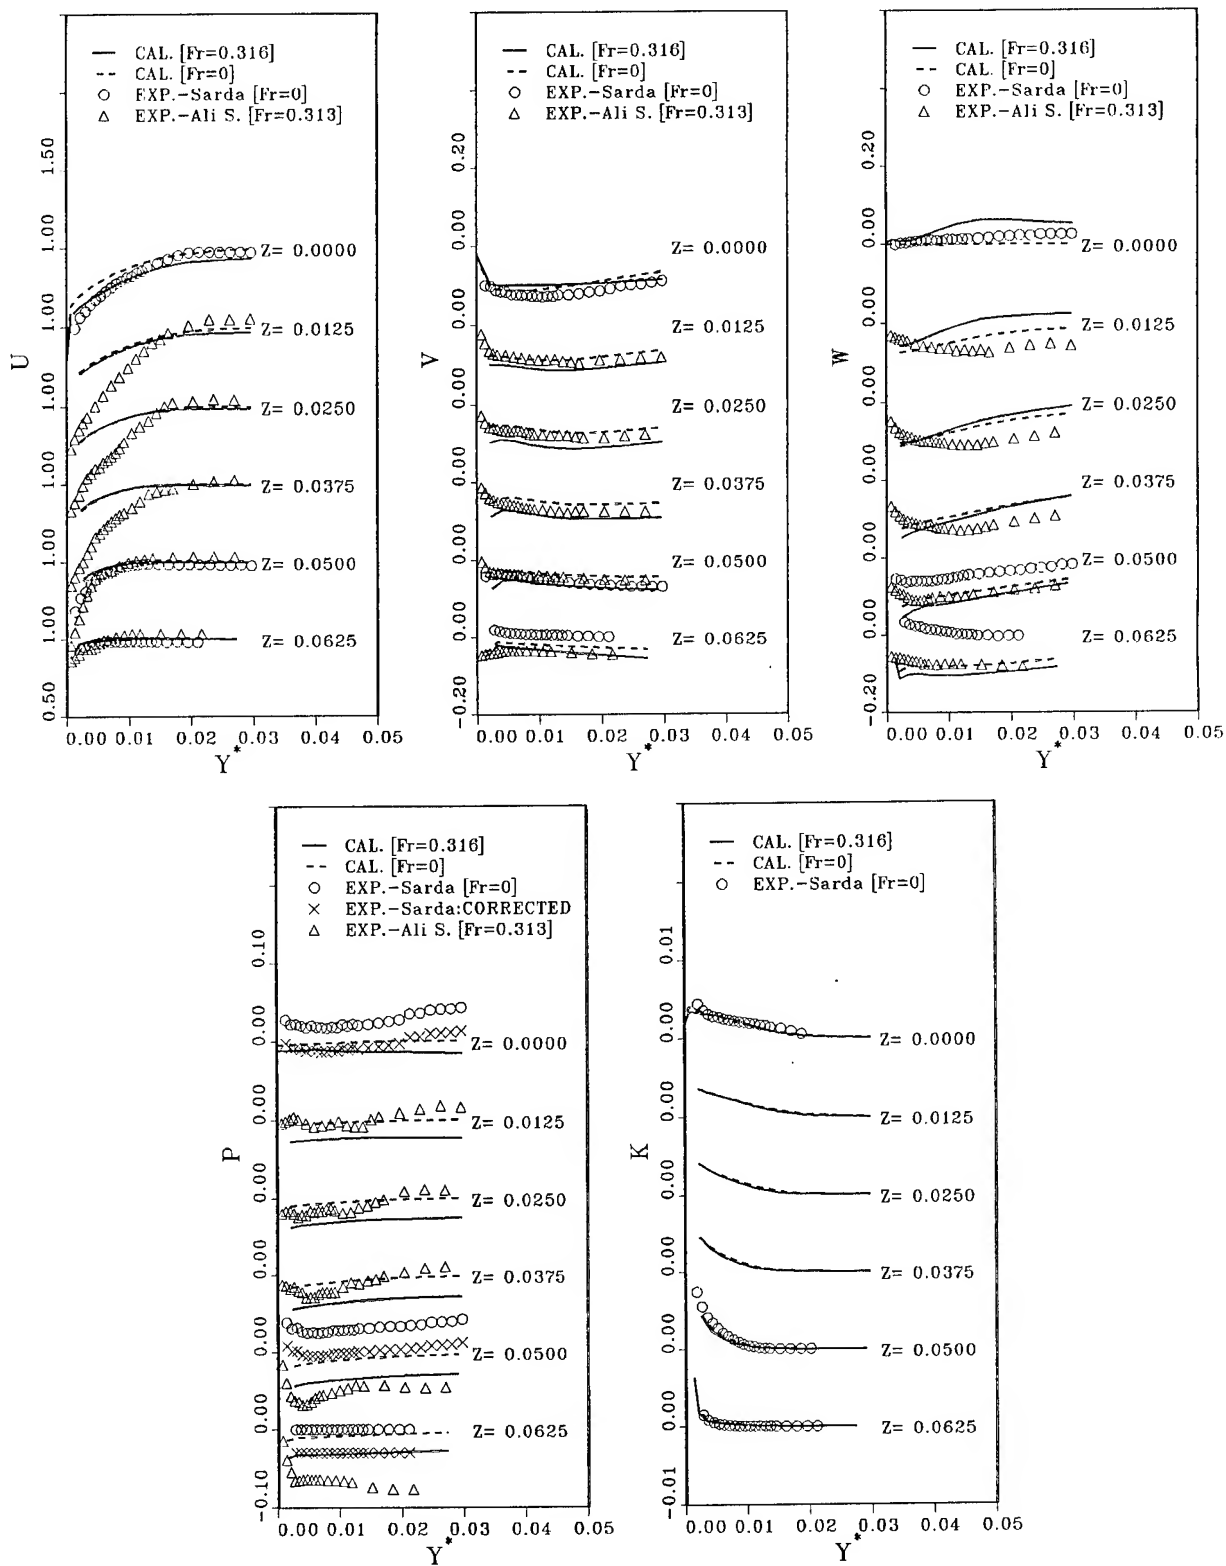 CAL. [Fr=0.316]
CAL. [Fr=0]
EXP.-Sarda [Fr=0]
EXP.-Ali S. [Fr=0.313]
1.50
1.00
1.00
1.00
1.00
1.00
1.00
0.50
U
Z= 0.0000
Z= 0.0125
Z= 0.0250
Z= 0.0375
Z= 0.0500
Z= 0.0625
0.00 0.01 0.02 0.03 0.04 0.05
Y*
CAL. [Fr=0.316]
CAL. [Fr=0]
EXP.-Sarda [Fr=0]
EXP.-Ali S. [Fr=0.313]
0.20
0.00
0.00
0.00
0.00
0.00
0.00
-0.20
V
Z= 0.0000
Z= 0.0125
Z= 0.0250
Z= 0.0375
Z= 0.0500
Z= 0.0625
0.00 0.01 0.02 0.03 0.04 0.05
Y*
CAL. [Fr=0.316]
CAL. [Fr=0]
EXP.-Sarda [Fr=0]
EXP.-Ali S. [Fr=0.313]
0.20
0.00
0.00
0.00
0.00
0.00
0.00
-0.20
W
Z= 0.0000
Z= 0.0125
Z= 0.0250
Z= 0.0375
Z= 0.0500
Z= 0.0625
0.00 0.01 0.02 0.03 0.04 0.05
Y*
CAL. [Fr=0.316]
CAL. [Fr=0]
EXP.-Sarda [Fr=0]
EXP.-Sarda:CORRECTED
EXP.-Ali S. [Fr=0.313]
0.10
0.00
0.00
0.00
0.00
0.00
0.00
-0.10
P
Z= 0.0000
Z= 0.0125
Z= 0.0250
Z= 0.0375
Z= 0.0500
Z= 0.0625
0.00 0.01 0.02 0.03 0.04 0.05
Y*
CAL. [Fr=0.316]
CAL. [Fr=0]
EXP.-Sarda [Fr=0]
0.01
0.00
0.00
0.00
0.00
0.00
0.00
-0.01
K
Z= 0.0000
Z= 0.0125
Z= 0.0250
Z= 0.0375
Z= 0.0500
Z= 0.0625
0.00 0.01 0.02 0.03 0.04 0.05
Y*